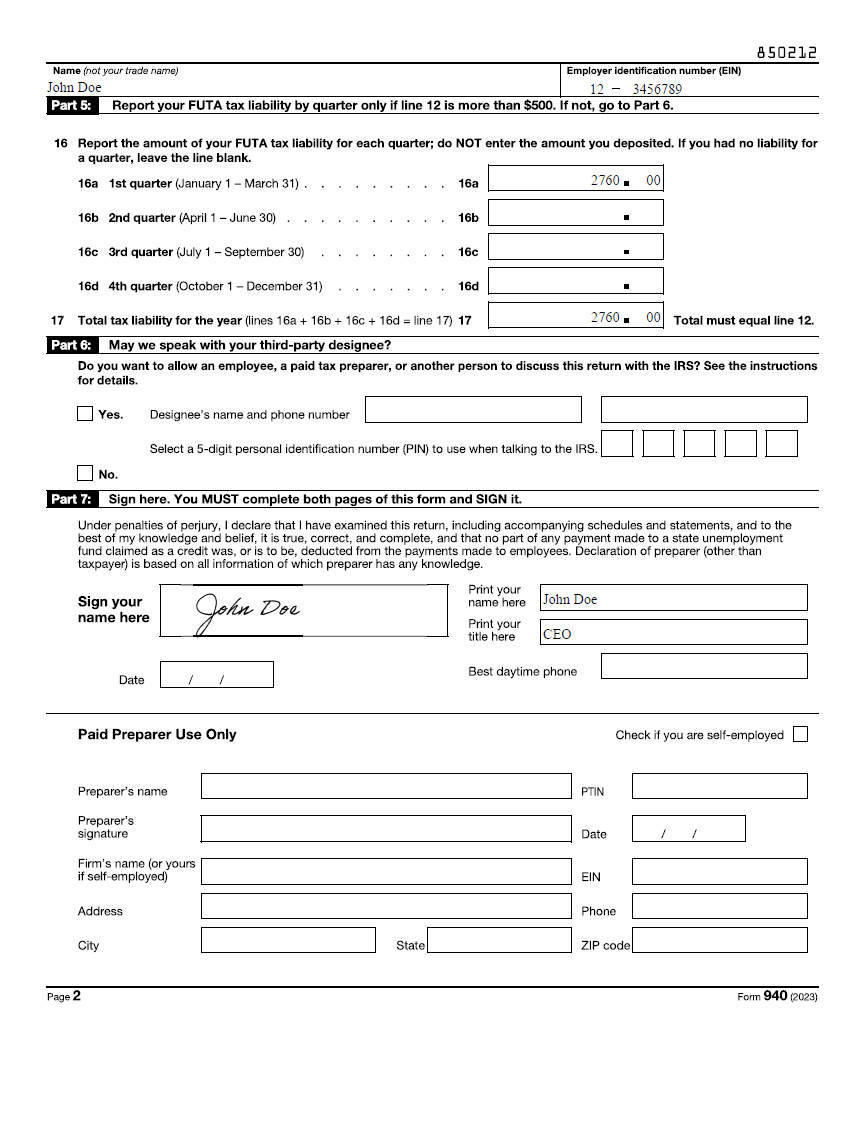 850212
Name (not your trade name) Employer identification number (EIN)
John Doe 12 – 3456789
Part 5: Report your FUTA tax liability by quarter only if line 12 is more than $500. If not, go to Part 6.
16 Report the amount of your FUTA tax liability for each quarter; do NOT enter the amount you deposited. If you had no liability for
a quarter, leave the line blank.
16a 1st quarter (January 1 – March 31) . . . . . . . . . 16a 2760 . 00
16b 2nd quarter (April 1 – June 30) . . . . . . . . . . 16b .
16c 3rd quarter (July 1 – September 30) . . . . . . . . 16c .
16d 4th quarter (October 1 – December 31) . . . . . . . 16d .
17 Total tax liability for the year (lines 16a + 16b + 16c + 16d = line 17) 17 2760 . 00 Total must equal line 12.
Part 6: May we speak with your third-party designee?
Do you want to allow an employee, a paid tax preparer, or another person to discuss this return with the IRS? See the instructions
for details.
Yes. Designee's name and phone number
Select a 5-digit personal identification number (PIN) to use when talking to the IRS.
No.
Part 7: Sign here. You MUST complete both pages of this form and SIGN it.
Under penalties of perjury, I declare that I have examined this return, including accompanying schedules and statements, and to the
best of my knowledge and belief, it is true, correct, and complete, and that no part of any payment made to a state unemployment
fund claimed as a credit was, or is to be, deducted from the payments made to employees. Declaration of preparer (other than
taxpayer) is based on all information of which preparer has any knowledge.
Sign your
name here
John Doe
Print your
name here
John Doe
Print your
title here
CEO
Date / /
Best daytime phone
Paid Preparer Use Only Check if you are self-employed
Preparer's name PTIN
Preparer's
signature Date / /
Firm's name (or yours
if self-employed) EIN
Address Phone
City State ZIP code
Page 2 Form 940 (2023)